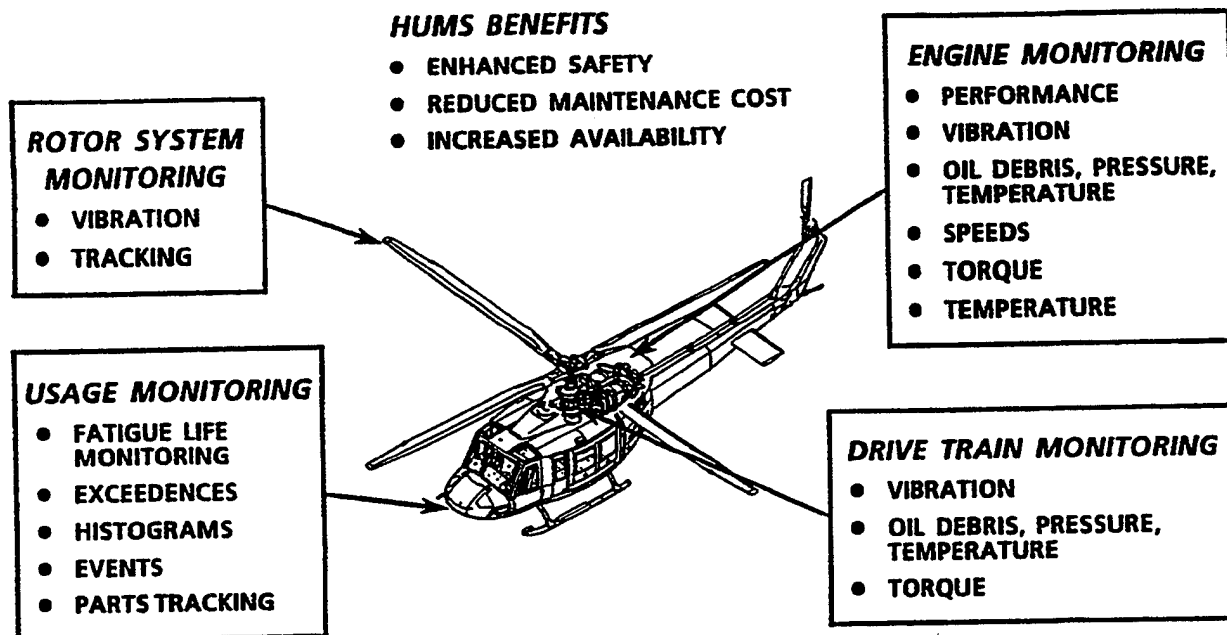 HUMS BENEFITS
● ENHANCED SAFETY
● REDUCED MAINTENANCE COST
● INCREASED AVAILABILITY
ROTOR SYSTEM
MONITORING
● VIBRATION
● TRACKING
ENGINE MONITORING
● PERFORMANCE
● VIBRATION
● OIL DEBRIS, PRESSURE,
TEMPERATURE
● SPEEDS
● TORQUE
● TEMPERATURE
USAGE MONITORING
● FATIGUE LIFE
MONITORING
● EXCEEDENCES
● HISTOGRAMS
● EVENTS
● PARTS TRACKING
DRIVE TRAIN MONITORING
● VIBRATION
● OIL DEBRIS, PRESSURE,
TEMPERATURE
● TORQUE